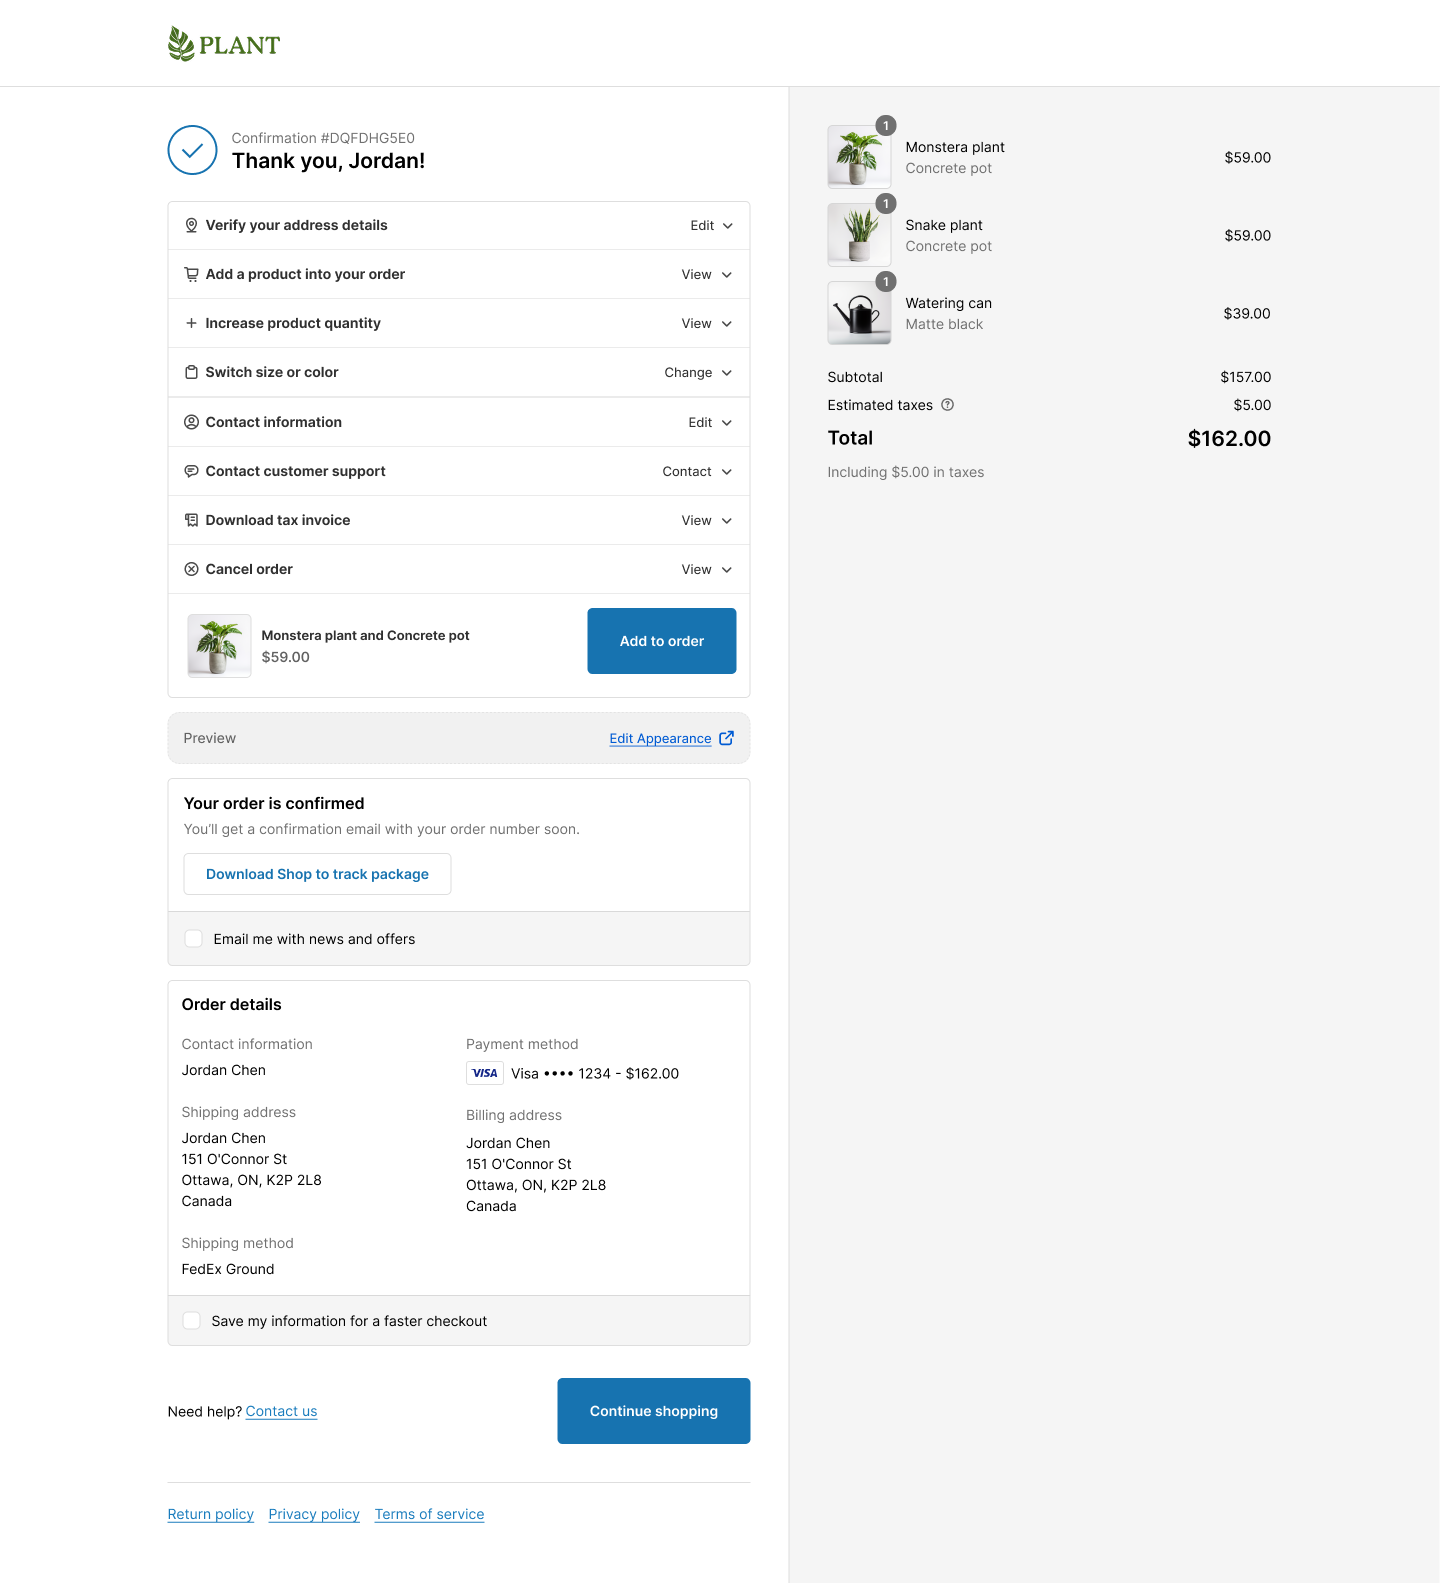 PLANT
Confirmation #DQFDHG5E0
Thank you, Jordan!
Verify your address details Edit
Add a product into your order View
Increase product quantity View
Switch size or color Change
Contact information Edit
Contact customer support Contact
Download tax invoice View
Cancel order View
Monstera plant and Concrete pot
$59.00
Add to order
Preview Edit Appearance
Your order is confirmed
You'll get a confirmation email with your order number soon.
Download Shop to track package
Email me with news and offers
Order details
Contact information
Jordan Chen
Shipping address
Jordan Chen
151 O'Connor St
Ottawa, ON, K2P 2L8
Canada
Shipping method
FedEx Ground
Payment method
VISA Visa •••• 1234 - $162.00
Billing address
Jordan Chen
151 O'Connor St
Ottawa, ON, K2P 2L8
Canada
Save my information for a faster checkout
Need help? Contact us
Continue shopping
Return policy Privacy policy Terms of service
1
Monstera plant
Concrete pot
$59.00
1
Snake plant
Concrete pot
$59.00
1
Watering can
Matte black
$39.00
Subtotal $157.00
Estimated taxes $5.00
Total $162.00
Including $5.00 in taxes